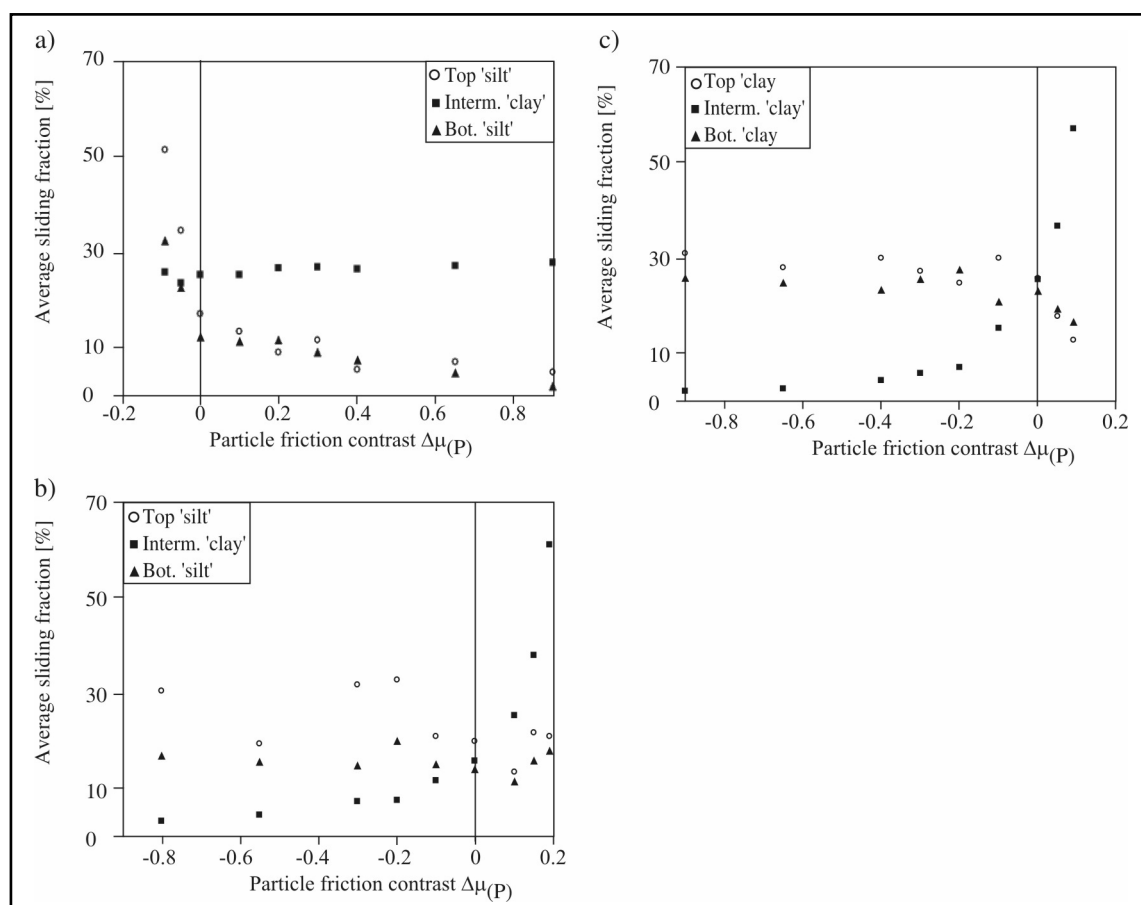 a)
70
50
30
10
0
Average sliding fraction [%]
Top 'silt'
Interm. 'clay'
Bot. 'silt'
-0.2 0 0.2 0.4 0.6 0.8
Particle friction contrast Δμ(P)
c)
70
50
30
10
0
Average sliding fraction [%]
Top 'clay
Interm. 'clay'
Bot. 'clay
-0.8 -0.6 -0.4 -0.2 0 0.2
Particle friction contrast Δμ(P)
b)
70
50
30
10
0
Average sliding fraction [%]
Top 'silt'
Interm. 'clay'
Bot. 'silt'
-0.8 -0.6 -0.4 -0.2 0 0.2
Particle friction contrast Δμ(P)